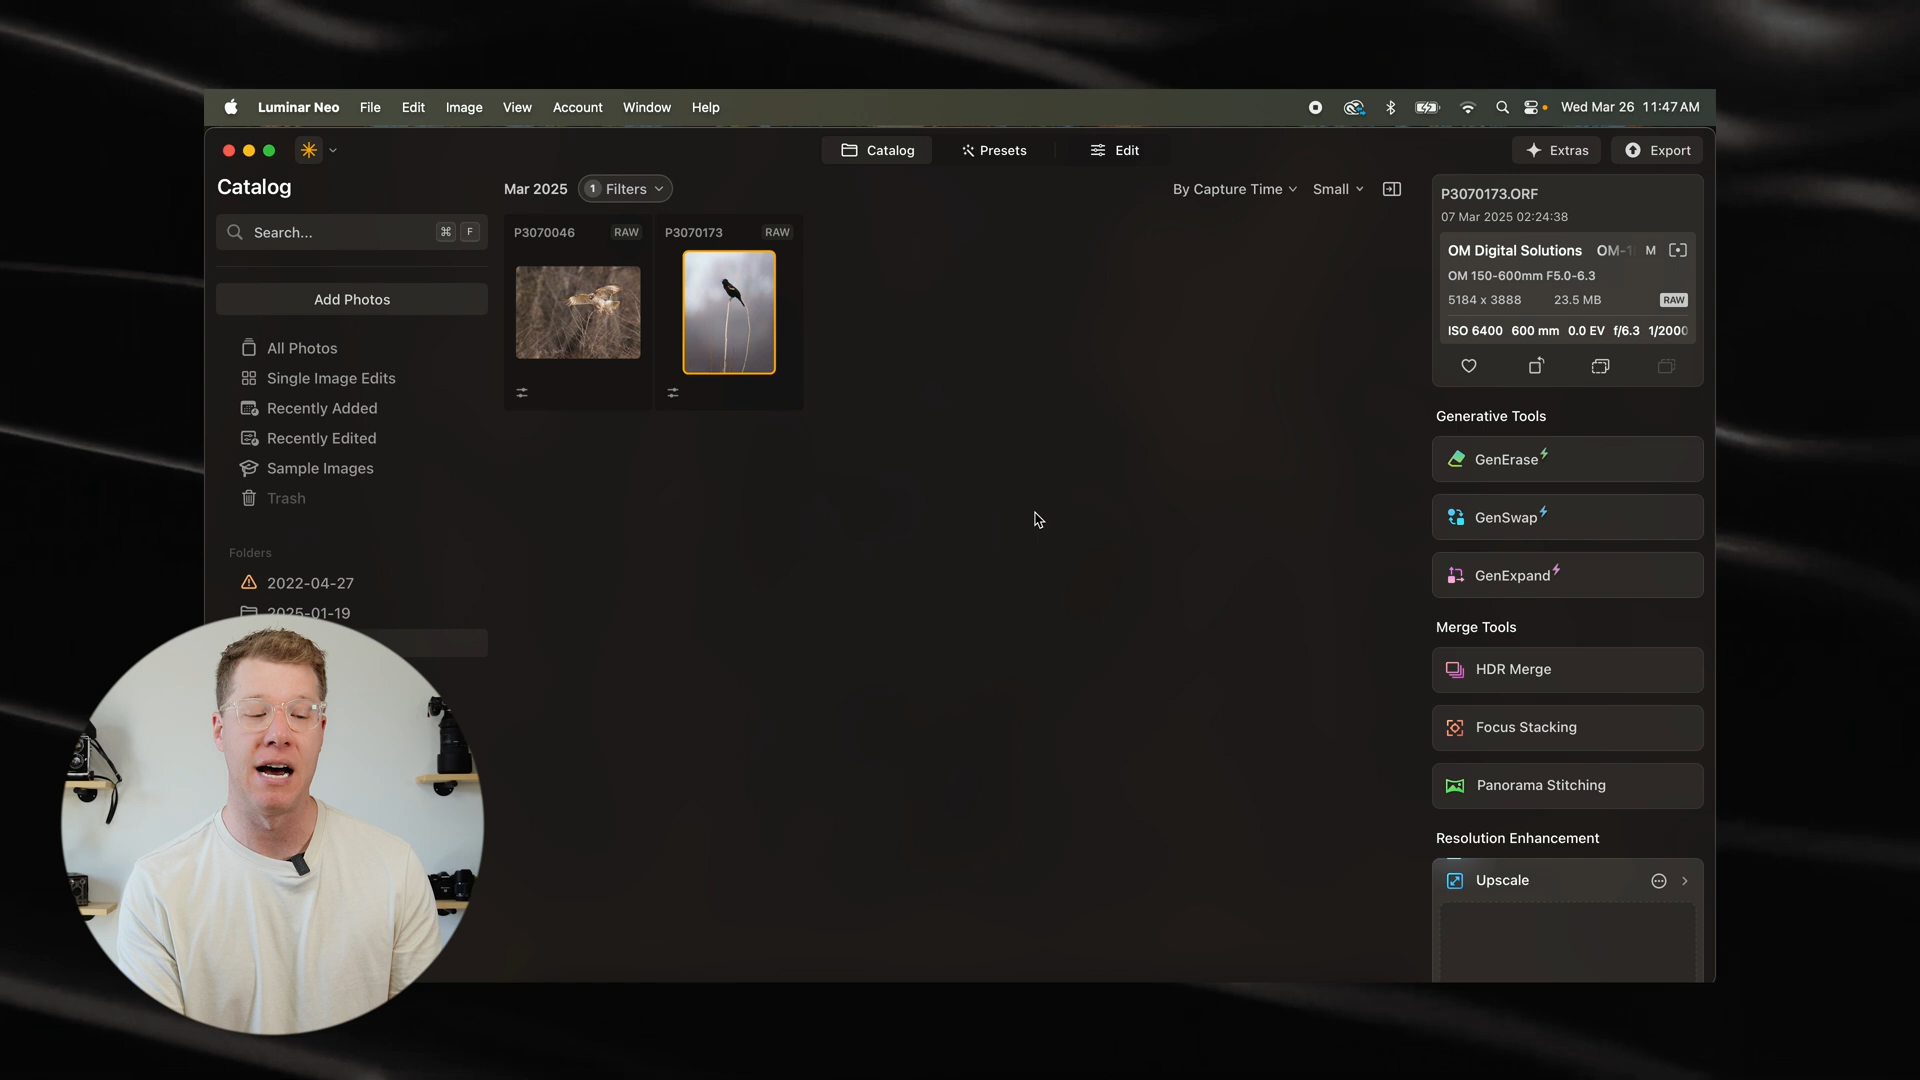 Luminar Neo File Edit Image View Account Window Help Wed Mar 26 11:47 AM
Catalog Presets Edit Extras Export
Catalog
Search... ⌘ F
Add Photos
All Photos
Single Image Edits
Recently Added
Recently Edited
Sample Images
Trash
Folders
2022-04-27
2025-01-19
Mar 2025 1 Filters By Capture Time Small
P3070046 RAW P3070173 RAW
P3070173.ORF
07 Mar 2025 02:24:38
OM Digital Solutions OM-1 M
OM 150-600mm F5.0-6.3
5184 x 3888 23.5 MB RAW
ISO 6400 600 mm 0.0 EV f/6.3 1/2000
Generative Tools
GenErase
GenSwap
GenExpand
Merge Tools
HDR Merge
Focus Stacking
Panorama Stitching
Resolution Enhancement
Upscale